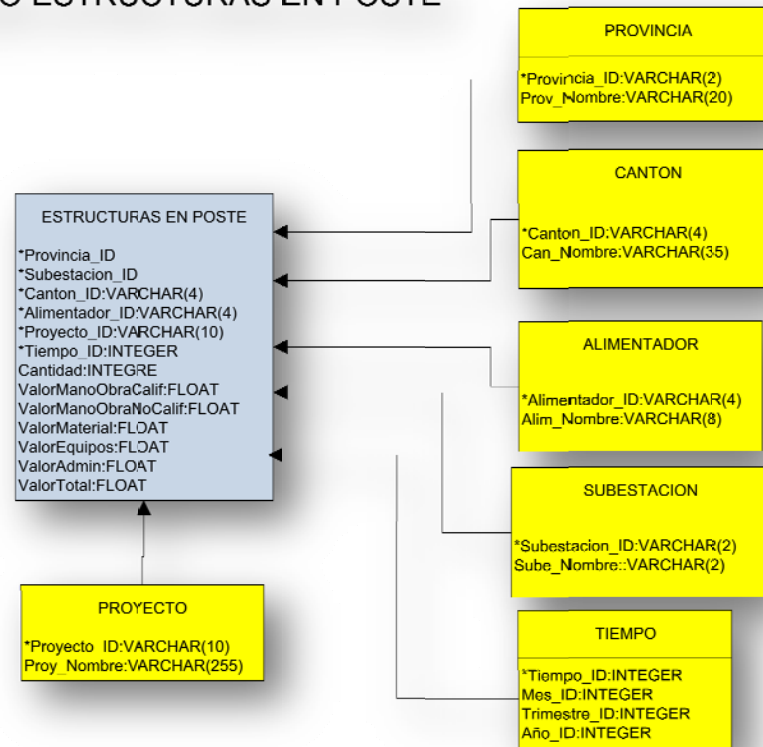 O ESTRUCTURAS EN POSTE
PROVINCIA
*Provincia_ID:VARCHAR(2)
Prov_Nombre:VARCHAR(20)
CANTON
*Canton_ID:VARCHAR(4)
Can_Nombre:VARCHAR(35)
ESTRUCTURAS EN POSTE
*Provincia_ID
*Subestacion_ID
*Canton_ID:VARCHAR(4)
*Alimentador_ID:VARCHAR(4)
*Proyecto_ID:VARCHAR(10)
*Tiempo_ID:INTEGER
Cantidad:INTEGRE
ValorManoObraCalif:FLOAT
ValorManoObraNoCalif:FLOAT
ValorMaterial:FLOAT
ValorEquipos:FLOAT
ValorAdmin:FLOAT
ValorTotal:FLOAT
ALIMENTADOR
*Alimentador_ID:VARCHAR(4)
Alim_Nombre:VARCHAR(8)
SUBESTACION
*Subestacion_ID:VARCHAR(2)
Sube_Nombre::VARCHAR(2)
PROYECTO
*Proyecto_ID:VARCHAR(10)
Proy_Nombre:VARCHAR(255)
TIEMPO
*Tiempo_ID:INTEGER
Mes_ID:INTEGER
Trimestre_ID:INTEGER
Año_ID:INTEGER